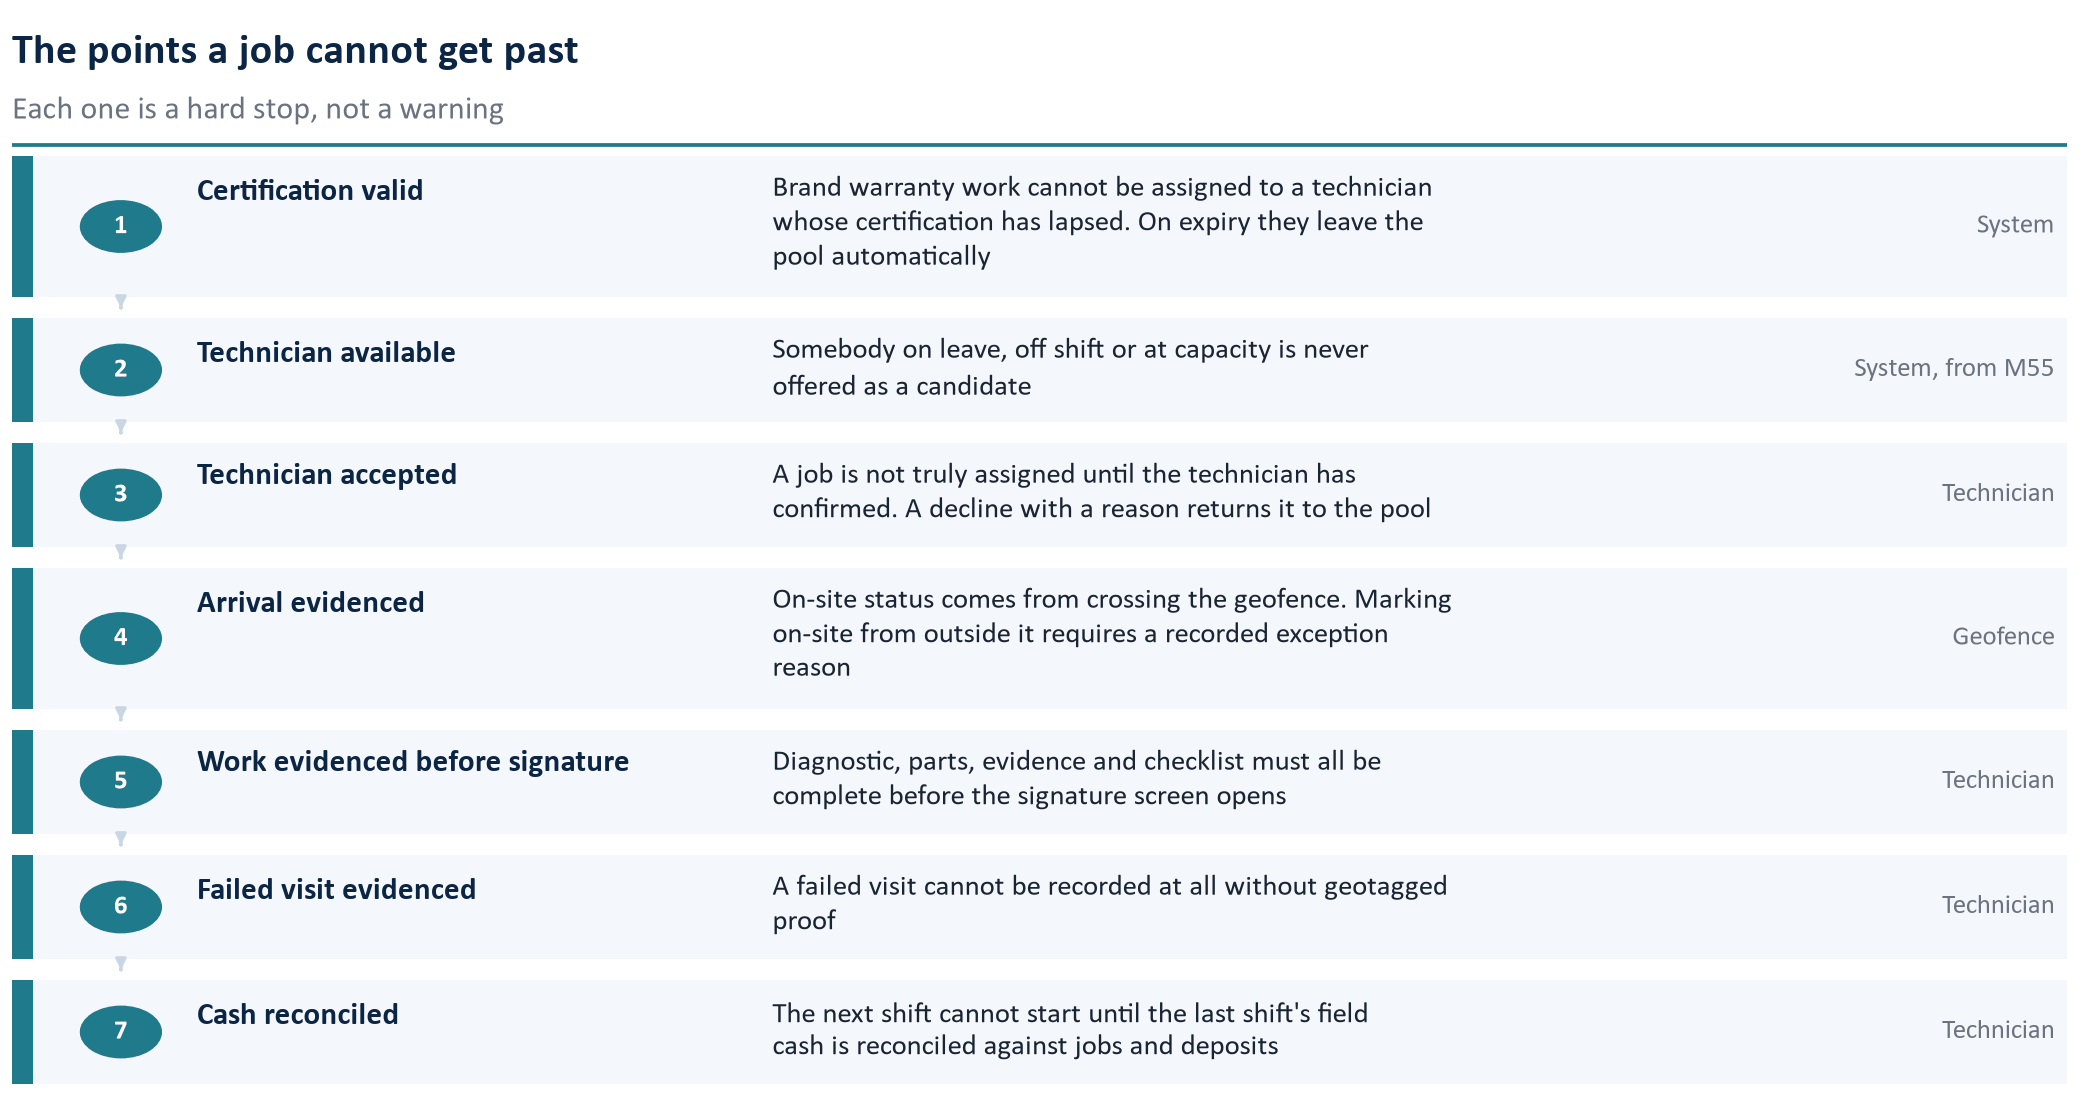 The points a job cannot get past
Each one is a hard stop, not a warning
1
Certification valid
Brand warranty work cannot be assigned to a technician
whose certification has lapsed. On expiry they leave the
pool automatically
System
2
Technician available
Somebody on leave, off shift or at capacity is never
offered as a candidate
System, from M55
3
Technician accepted
A job is not truly assigned until the technician has
confirmed. A decline with a reason returns it to the pool
Technician
4
Arrival evidenced
On-site status comes from crossing the geofence. Marking
on-site from outside it requires a recorded exception
reason
Geofence
5
Work evidenced before signature
Diagnostic, parts, evidence and checklist must all be
complete before the signature screen opens
Technician
6
Failed visit evidenced
A failed visit cannot be recorded at all without geotagged
proof
Technician
7
Cash reconciled
The next shift cannot start until the last shift's field
cash is reconciled against jobs and deposits
Technician